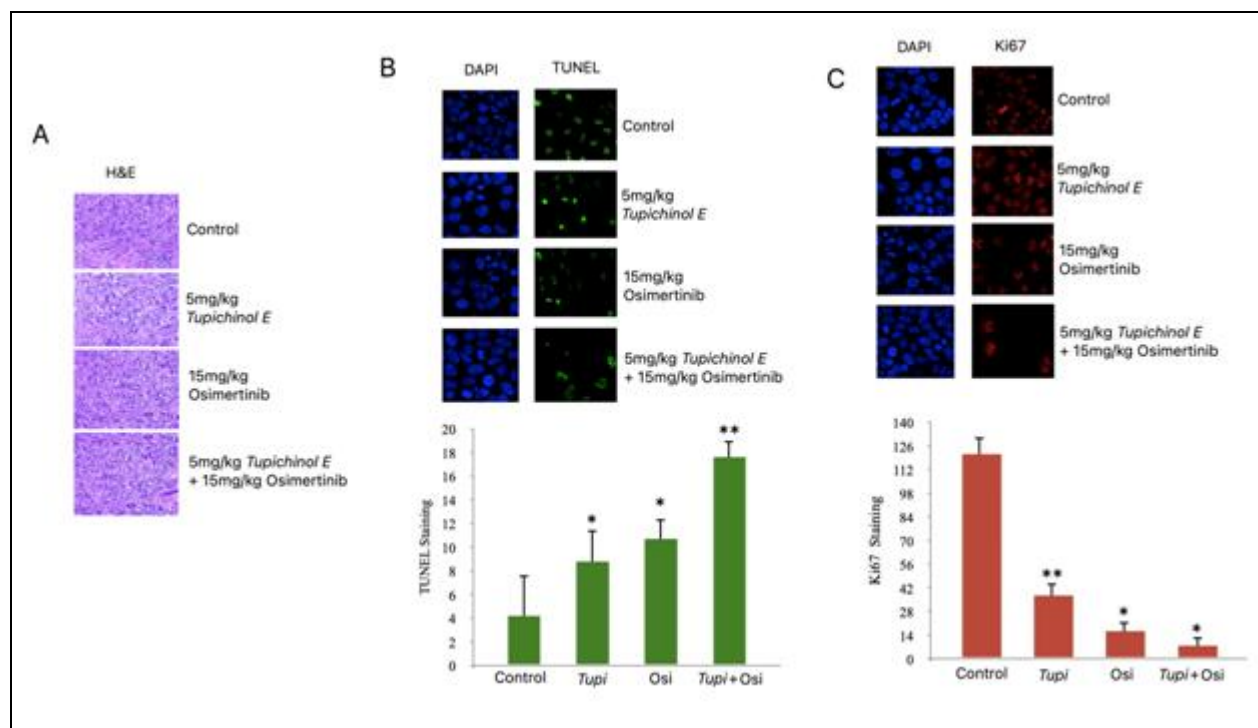 A
H&E
Control
5mg/kg
Tupichinol E
15mg/kg
Osimertinib
5mg/kg Tupichinol E
+ 15mg/kg Osimertinib
B
DAPI TUNEL
Control
5mg/kg
Tupichinol E
15mg/kg
Osimertinib
5mg/kg Tupichinol E
+ 15mg/kg Osimertinib
TUNEL Staining
20
18
16
14
12
10
8
6
4
2
0
*
*
**
Control Tupi Osi Tupi+Osi
C
DAPI Ki67
Control
5mg/kg
Tupichinol E
15mg/kg
Osimertinib
5mg/kg Tupichinol E
+ 15mg/kg Osimertinib
Ki67 Staining
140
126
112
98
84
70
56
42
28
14
0
**
*
*
Control Tupi Osi Tupi+Osi